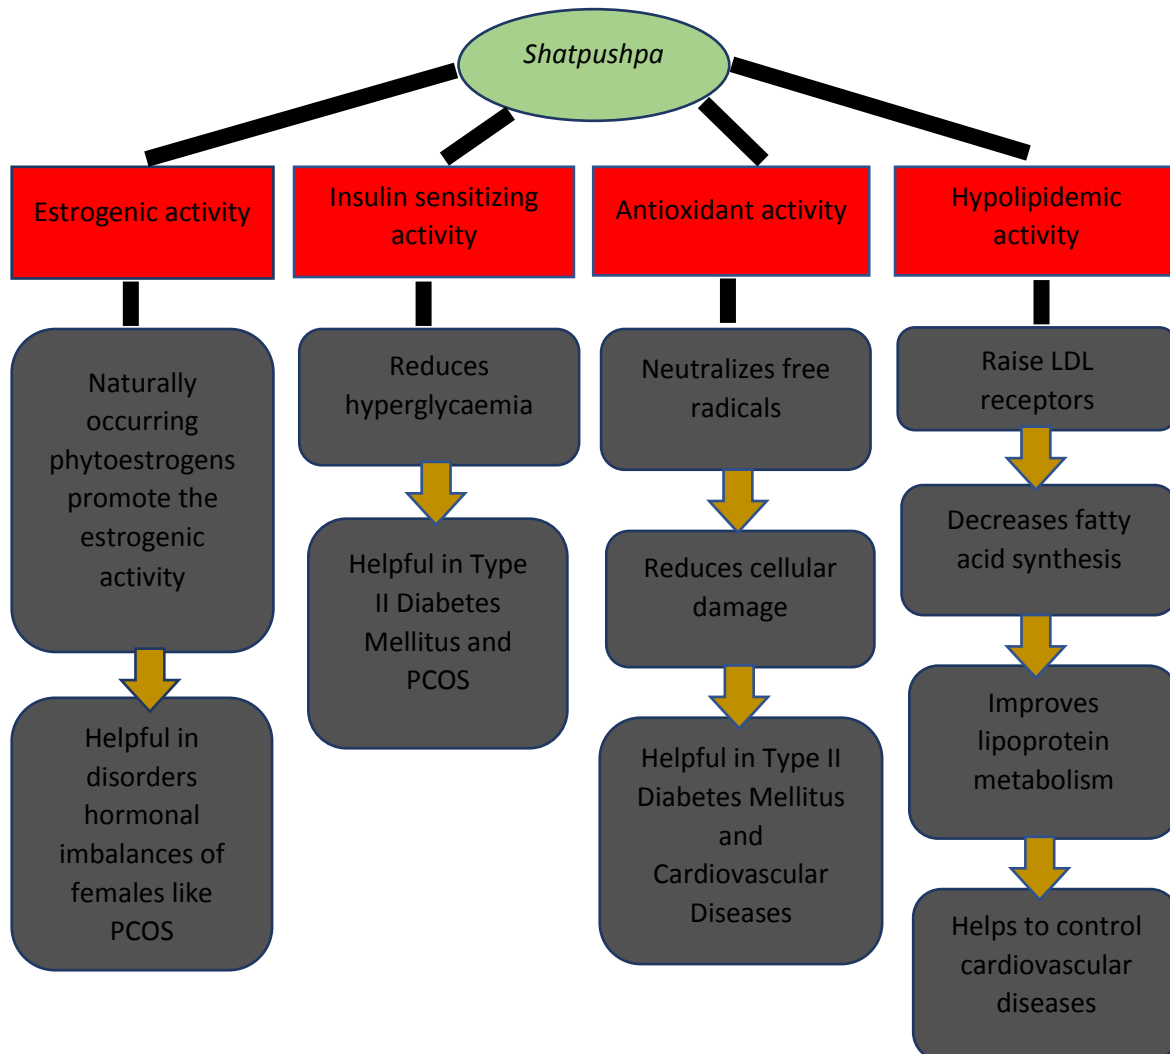 Shatpushpa
Estrogenic activity
Insulin sensitizing
activity
Antioxidant activity
Hypolipidemic
activity
Naturally
occurring
phytoestrogens
promote the
estrogenic
activity
Helpful in
disorders
hormonal
imbalances of
females like
PCOS
Reduces
hyperglycaemia
Helpful in Type
II Diabetes
Mellitus and
PCOS
Neutralizes free
radicals
Reduces cellular
damage
Helpful in Type II
Diabetes Mellitus
and
Cardiovascular
Diseases
Raise LDL
receptors
Decreases fatty
acid synthesis
Improves
lipoprotein
metabolism
Helps to control
cardiovascular
diseases